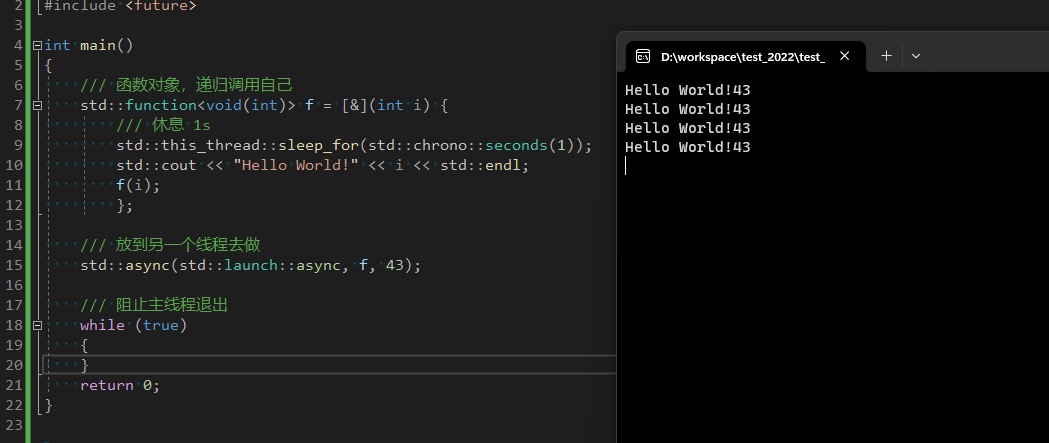 2 #include <future>
3
4 int main()
5 {
6 /// 函数对象，递归调用自己
7 std::function<void(int)> f = [&](int i) {
8 /// 休息 1s
9 std::this_thread::sleep_for(std::chrono::seconds(1));
10 std::cout << "Hello World!" << i << std::endl;
11 f(i);
12 };
13
14 /// 放到另一个线程去做
15 std::async(std::launch::async, f, 43);
16
17 /// 阻止主线程退出
18 while (true)
19 {
20 }
21 return 0;
22 }
23
D:\workspace\test_2022\test_
Hello World!43
Hello World!43
Hello World!43
Hello World!43